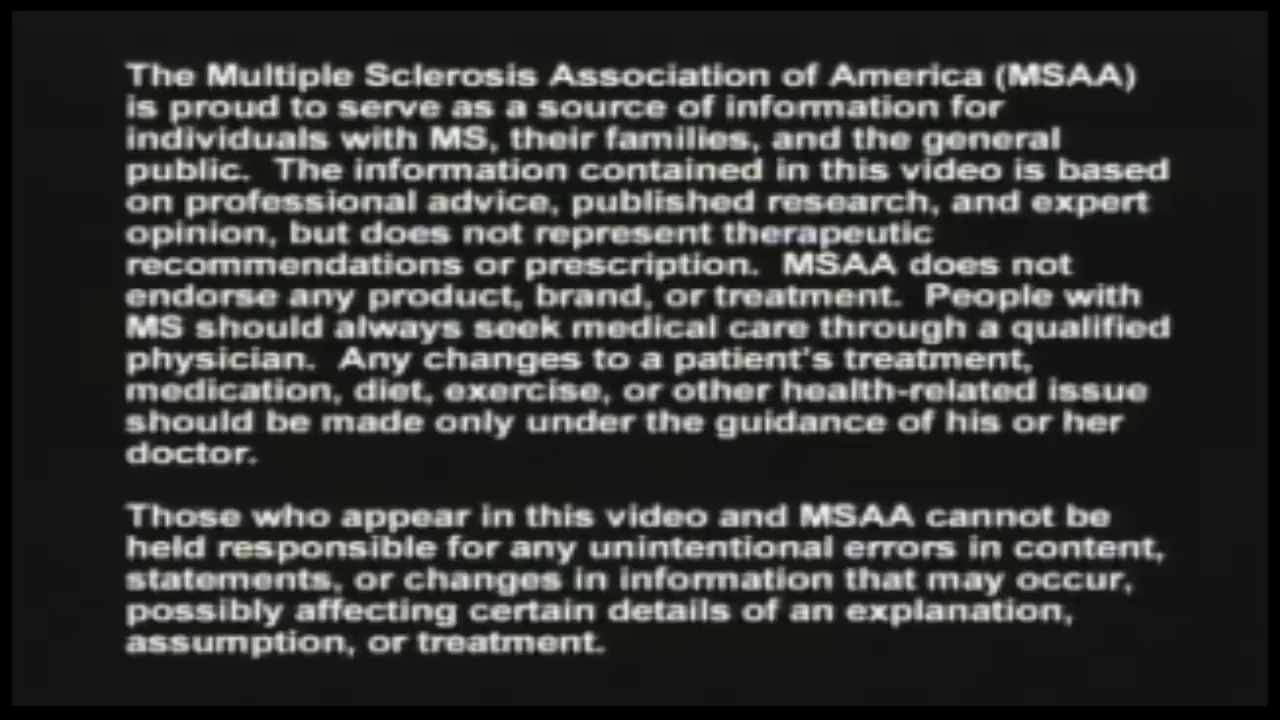 The Multiple Sclerosis Association of America (MSAA)
is proud to serve as a source of information for
individuals with MS, their families, and the general
public.  The information contained in this video is based
on professional advice, published research, and expert
opinion, but does not represent therapeutic
recommendations or prescription.  MSAA does not
endorse any product, brand, or treatment.  People with
MS should always seek medical care through a qualified
physician.  Any changes to a patient's treatment,
medication, diet, exercise, or other health-related issue
should be made only under the guidance of his or her
doctor.

Those who appear in this video and MSAA cannot be
held responsible for any unintentional errors in content,
statements, or changes in information that may occur,
possibly affecting certain details of an explanation,
assumption, or treatment.